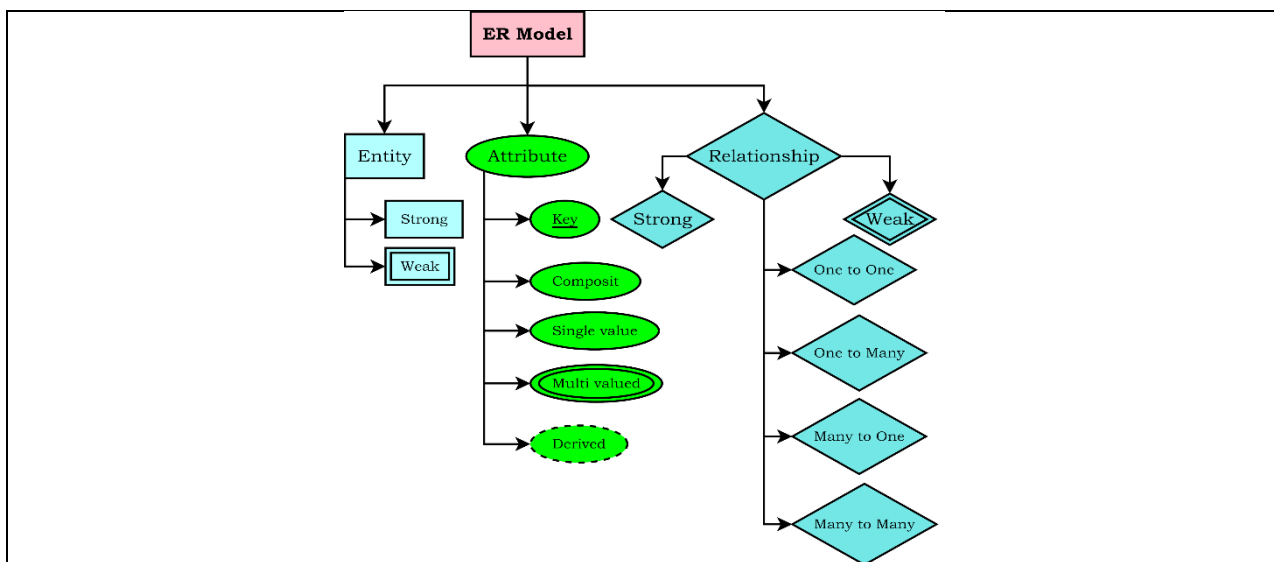 ER Model
Entity
Attribute
Relationship
Strong
Weak
Key
Composit
Single value
Multi valued
Derived
Strong
Weak
One to One
One to Many
Many to One
Many to Many